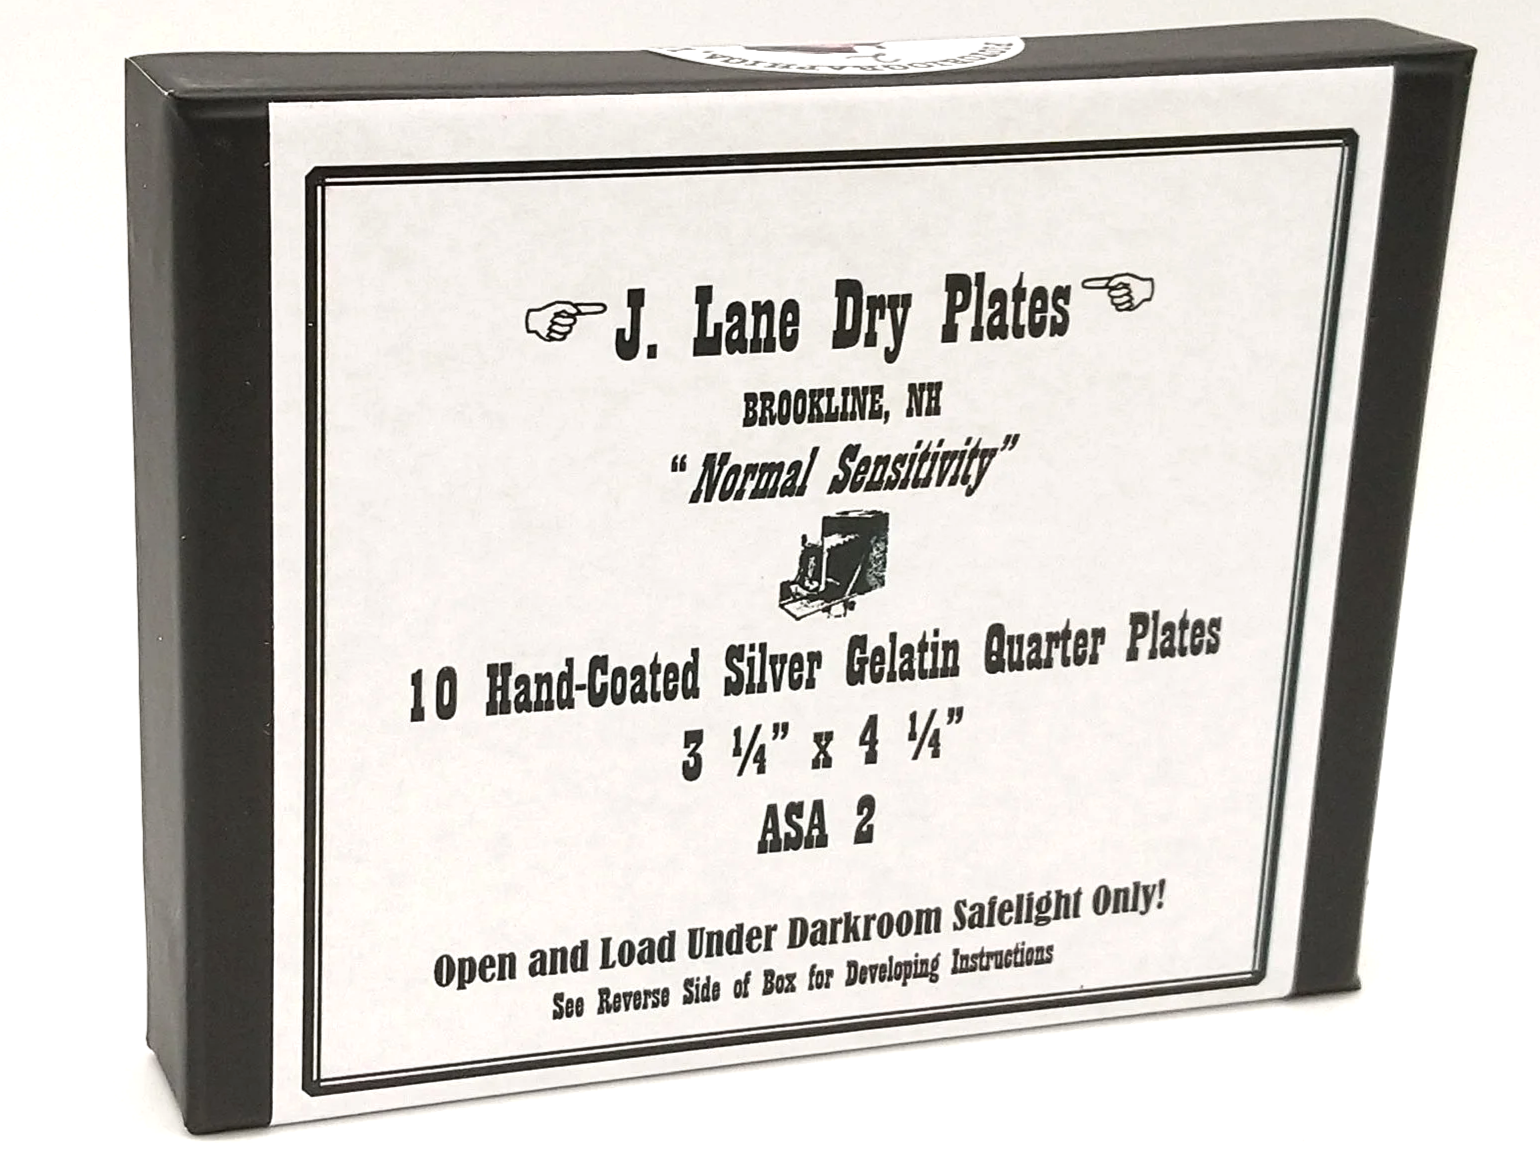 J. Lane Dry Plates
BROOKLINE, NH
“Normal Sensitivity”
10 Hand-Coated Silver Gelatin Quarter Plates
3 ¼” x 4 ¼”
ASA 2
Open and Load Under Darkroom Safelight Only!
See Reverse Side of Box for Developing Instructions